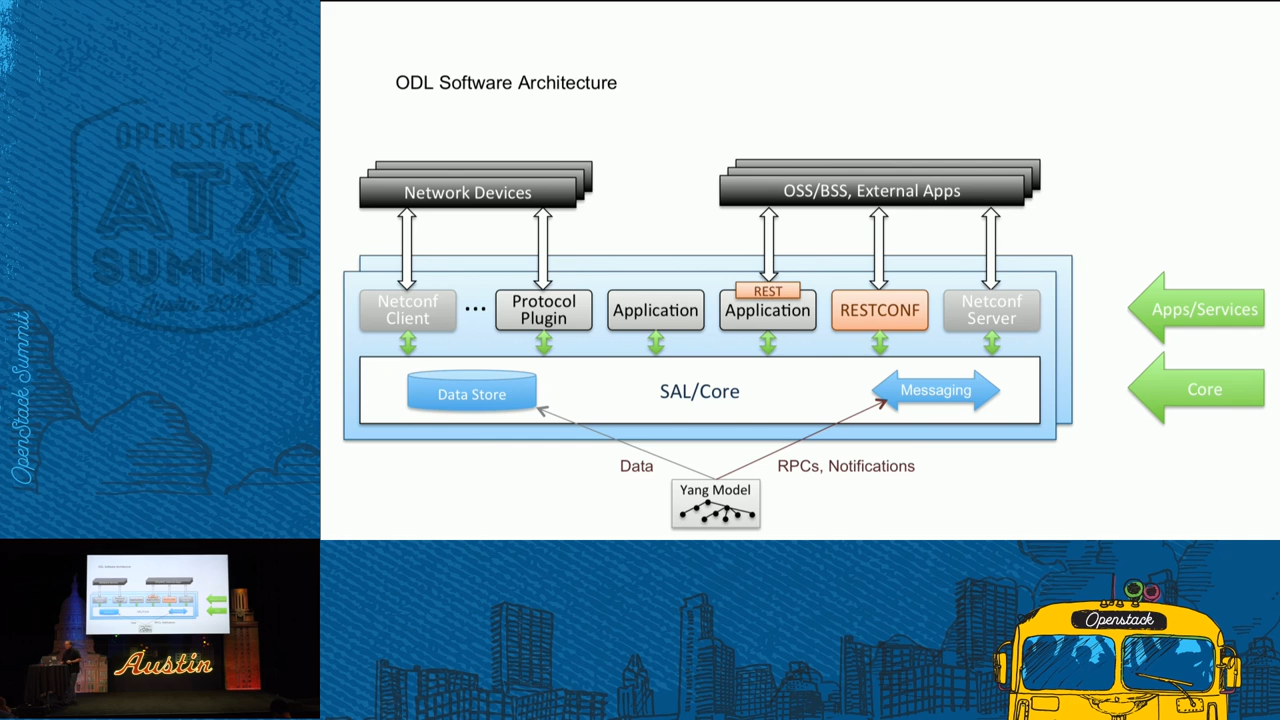 OPENSTACK
ATX
SUMMIT
OpenStack Summit
ODL Software Architecture
Network Devices
OSS/BSS, External Apps
Netconf
Client
...
Protocol
Plugin
Application
REST
Application
RESTCONF
Netconf
Server
Apps/Services
Data Store
SAL/Core
Messaging
Core
Data
RPCs, Notifications
Yang Model
Austin
Openstack